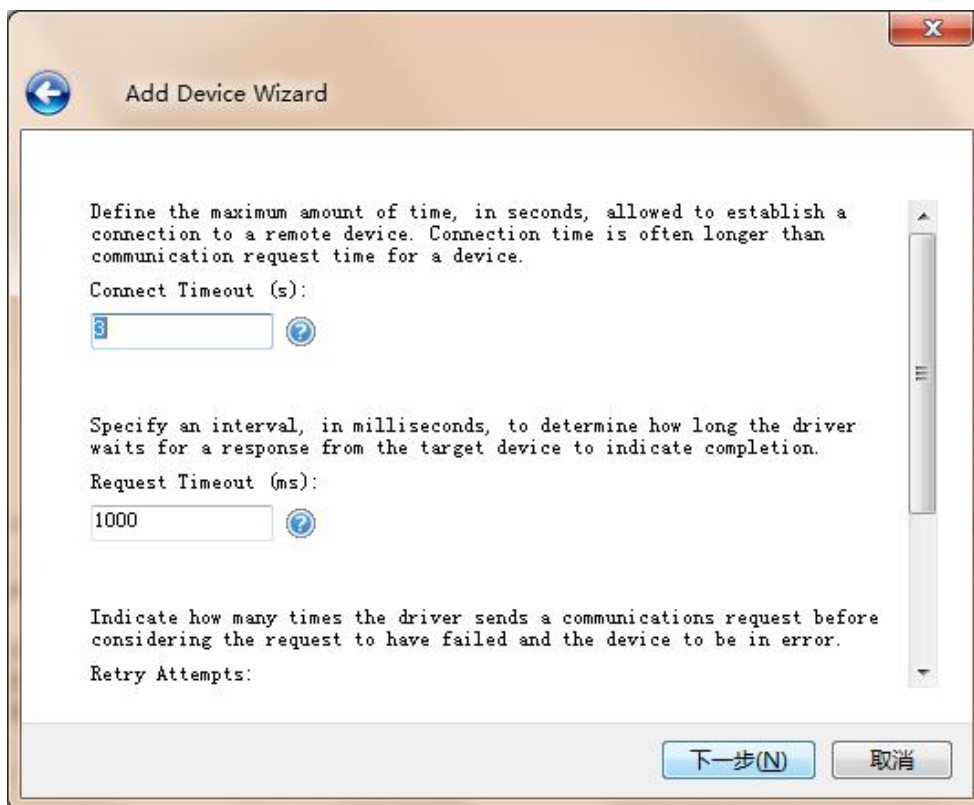 Add Device Wizard
Define the maximum amount of time, in seconds, allowed to establish a
connection to a remote device. Connection time is often longer than
communication request time for a device.
Connect Timeout (s):
3
Specify an interval, in milliseconds, to determine how long the driver
waits for a response from the target device to indicate completion.
Request Timeout (ms):
1000
Indicate how many times the driver sends a communications request before
considering the request to have failed and the device to be in error.
Retry Attempts:
下一步(N)
取消